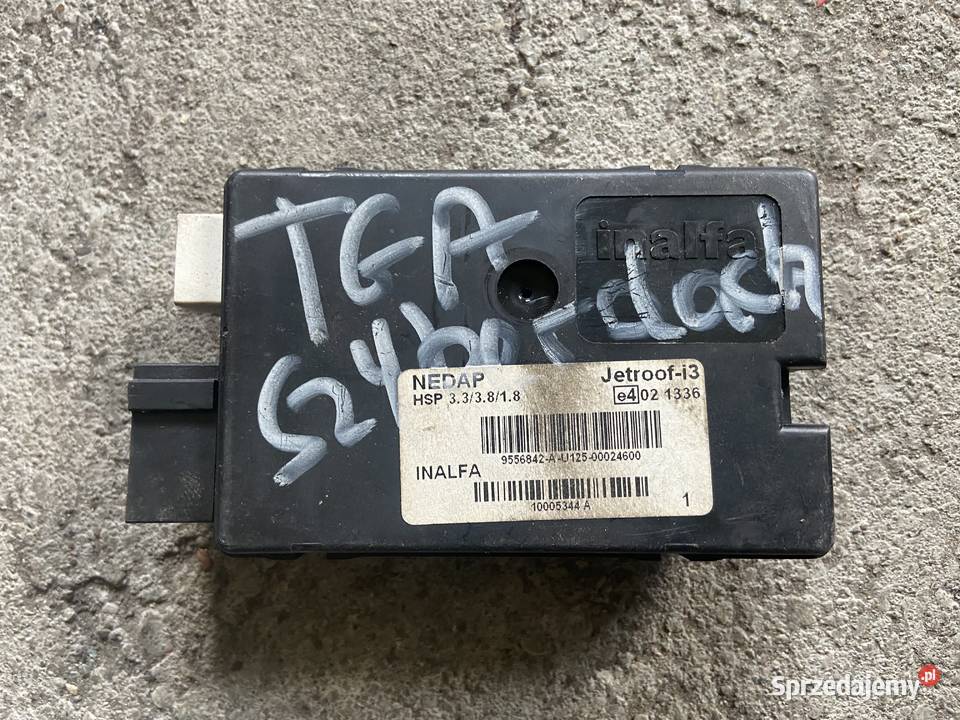 TGA
inalfa
dach
NEDAP Jetroof-i3
HSP 3.3/3.8/1.8 e4 02 1336
9556842-A-U125-00024600
INALFA
10005344 A 1
Sprzedajemy.pl